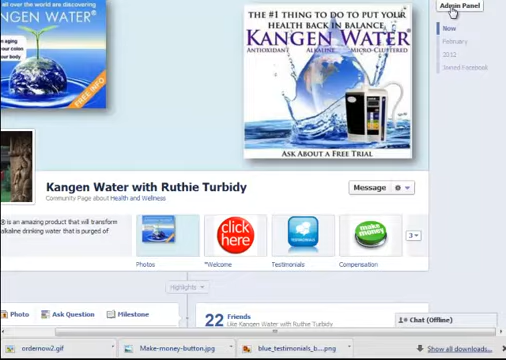 all over the world are discovering
KANGEN WATER®
n aging
your colon
our body
FREE INFO
THE #1 THING TO DO TO PUT YOUR
HEALTH BACK IN BALANCE
KANGEN WATER®
ANTIOXIDANT ALKALINE MICRO-CLUSTERED
ASK ABOUT A FREE TRIAL
Admin Panel
Now
February
2012
Joined Facebook
Kangen Water with Ruthie Turbidy
Community Page about Health and Wellness
Message
® is an amazing product that will transform
alkaline drinking water that is purged of
click
here
TESTIMONIALS
make
money
3
Photos
*Welcome
Testimonials
Compensation
Highlights
Photo
Ask Question
Milestone
22 Friends
Like Kangen Water with Ruthie Turbidy
Chat (Offline)
ordernow2.gif
Make-money-button.jpg
blue_testimonials_b....png
Show all downloads...